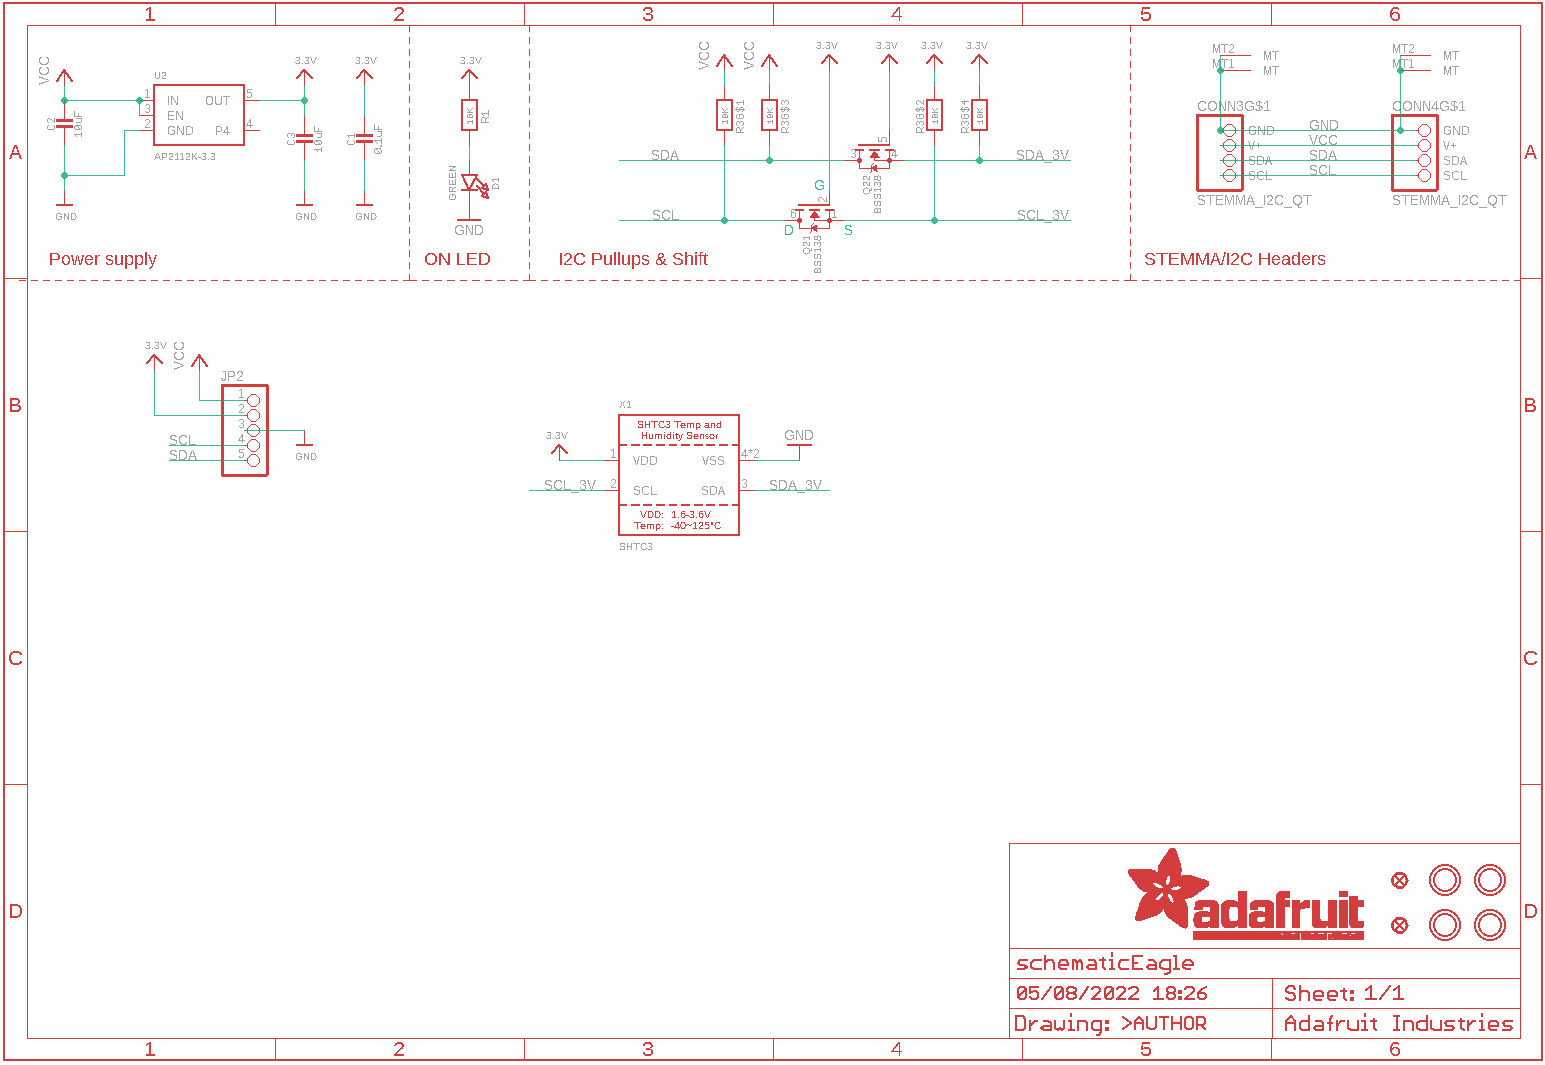 1 2 3 4 5 6
A
VCC
C2
10uF
GND
U2
1 IN OUT 5
3 EN
2 GND P4 4
AP2112K-3.3
3.3V
C3
10uF
GND
3.3V
C1
0.1uF
GND
Power supply
3.3V
10K
R1
GREEN
D1
GND
ON LED
VCC VCC 3.3V 3.3V 3.3V 3.3V
10K R3G$1
10K R3G$3
10K R3G$2
10K R3G$4
SDA 3 5 4 SDA_3V
Q22
BSS138
G
2
SCL 6 1 SCL_3V
D S
Q21
BSS138
I2C Pullups & Shift
MT2 MT
MT1 MT
CONN3G$1
GND
V+
SDA
SCL
STEMMA_I2C_QT
GND
VCC
SDA
SCL
MT2 MT
MT1 MT
CONN4G$1
GND
V+
SDA
SCL
STEMMA_I2C_QT
STEMMA/I2C Headers
A
B
3.3V VCC
JP2
1
2
3
SCL 4
SDA 5
GND
X1
SHTC3 Temp and
Humidity Sensor
3.3V
GND
1 VDD VSS 4*2
SCL_3V 2 SCL SDA 3 SDA_3V
VDD: 1.6-3.6V
Temp: -40~125°C
SHTC3
B
C C
D D
adafruit
schematicEagle
05/08/2022 18:26 Sheet: 1/1
Drawing: >AUTHOR Adafruit Industries
1 2 3 4 5 6